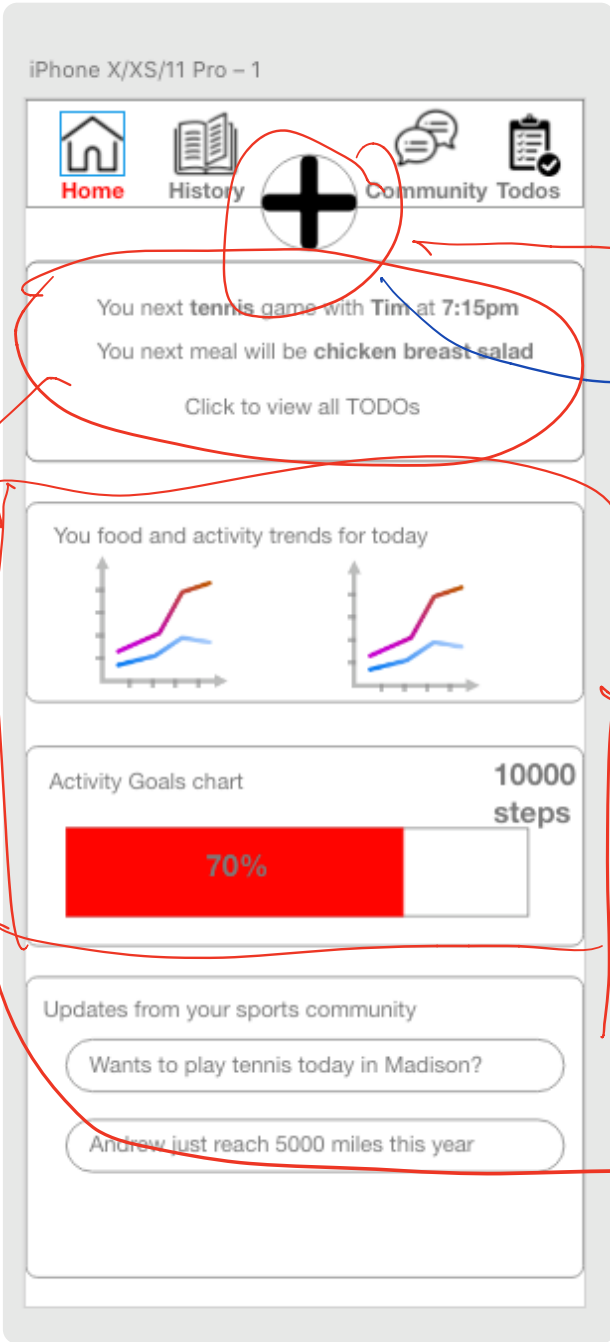 iPhone X/XS/11 Pro – 1
Home History Community Todos
You next tennis game with Tim at 7:15pm
You next meal will be chicken breast salad
Click to view all TODOs
You food and activity trends for today
Activity Goals chart
10000
steps
70%
Updates from your sports community
Wants to play tennis today in Madison?
Andrew just reach 5000 miles this year